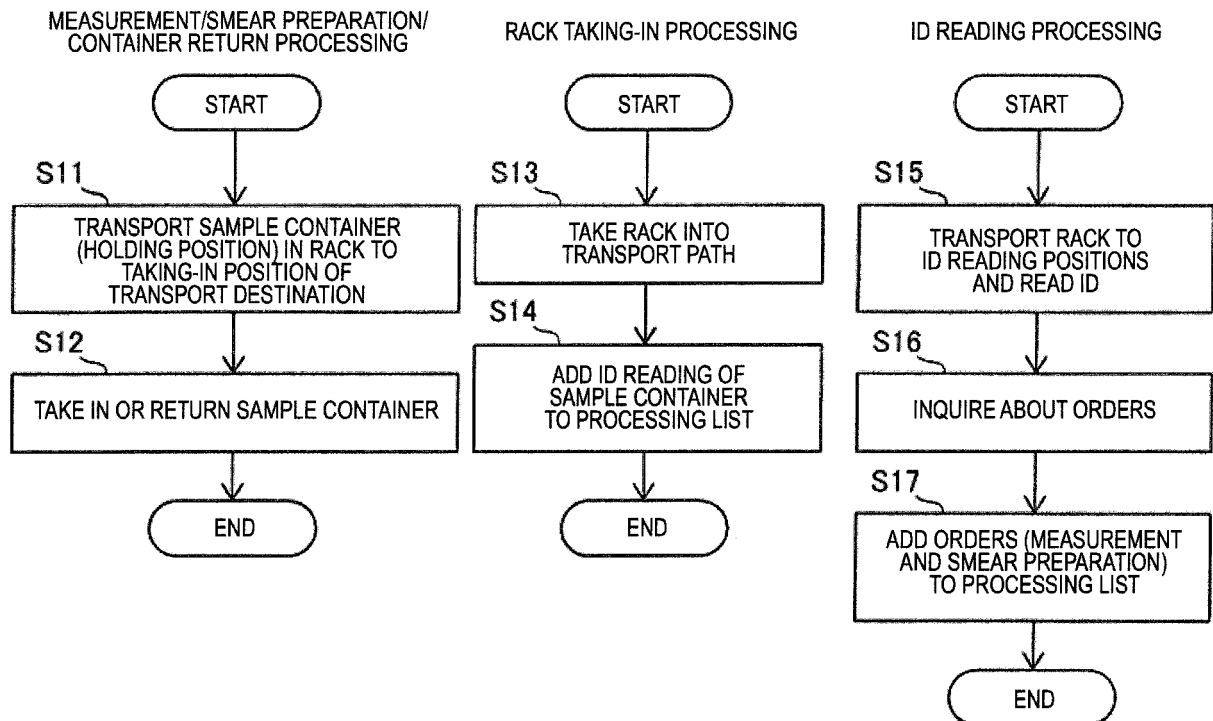 MEASUREMENT/SMEAR PREPARATION/
CONTAINER RETURN PROCESSING
START
S11
TRANSPORT SAMPLE CONTAINER
(HOLDING POSITION) IN RACK TO
TAKING-IN POSITION OF
TRANSPORT DESTINATION
S12
TAKE IN OR RETURN SAMPLE CONTAINER
END
RACK TAKING-IN PROCESSING
START
S13
TAKE RACK INTO
TRANSPORT PATH
S14
ADD ID READING OF
SAMPLE CONTAINER
TO PROCESSING LIST
END
ID READING PROCESSING
START
S15
TRANSPORT RACK TO
ID READING POSITIONS
AND READ ID
S16
INQUIRE ABOUT ORDERS
S17
ADD ORDERS (MEASUREMENT
AND SMEAR PREPARATION)
TO PROCESSING LIST
END